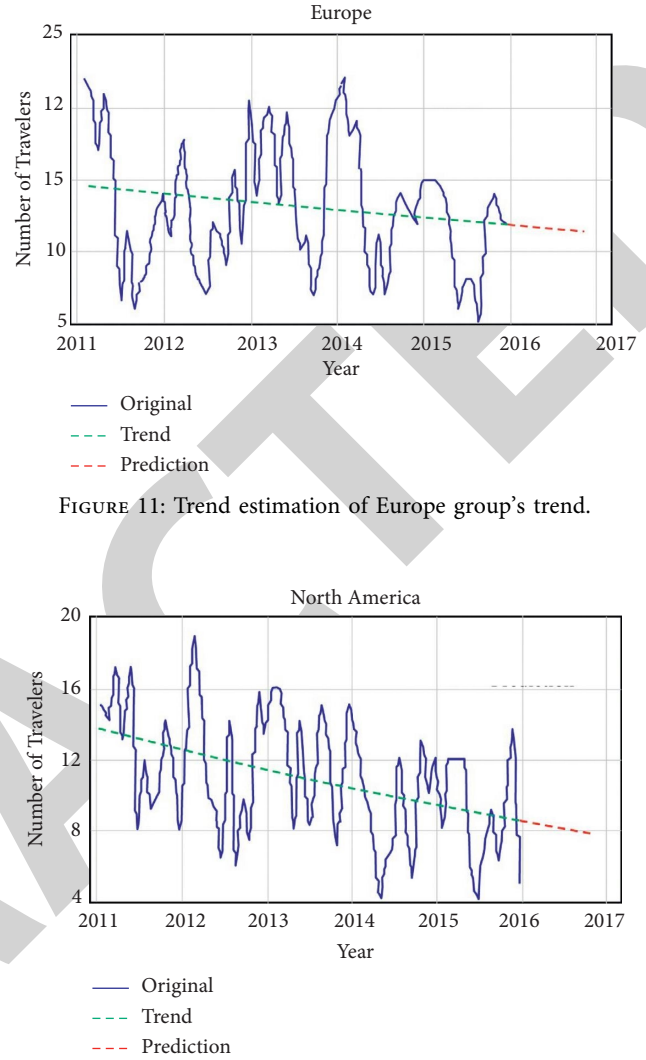 Europe
25
12
15
10
5
Number of Travelers
2011 2012 2013 2014 2015 2016 2017
Year
Original
Trend
Prediction
FIGURE 11: Trend estimation of Europe group's trend.
North America
20
16
12
8
4
Number of Travelers
2011 2012 2013 2014 2015 2016 2017
Year
Original
Trend
Prediction